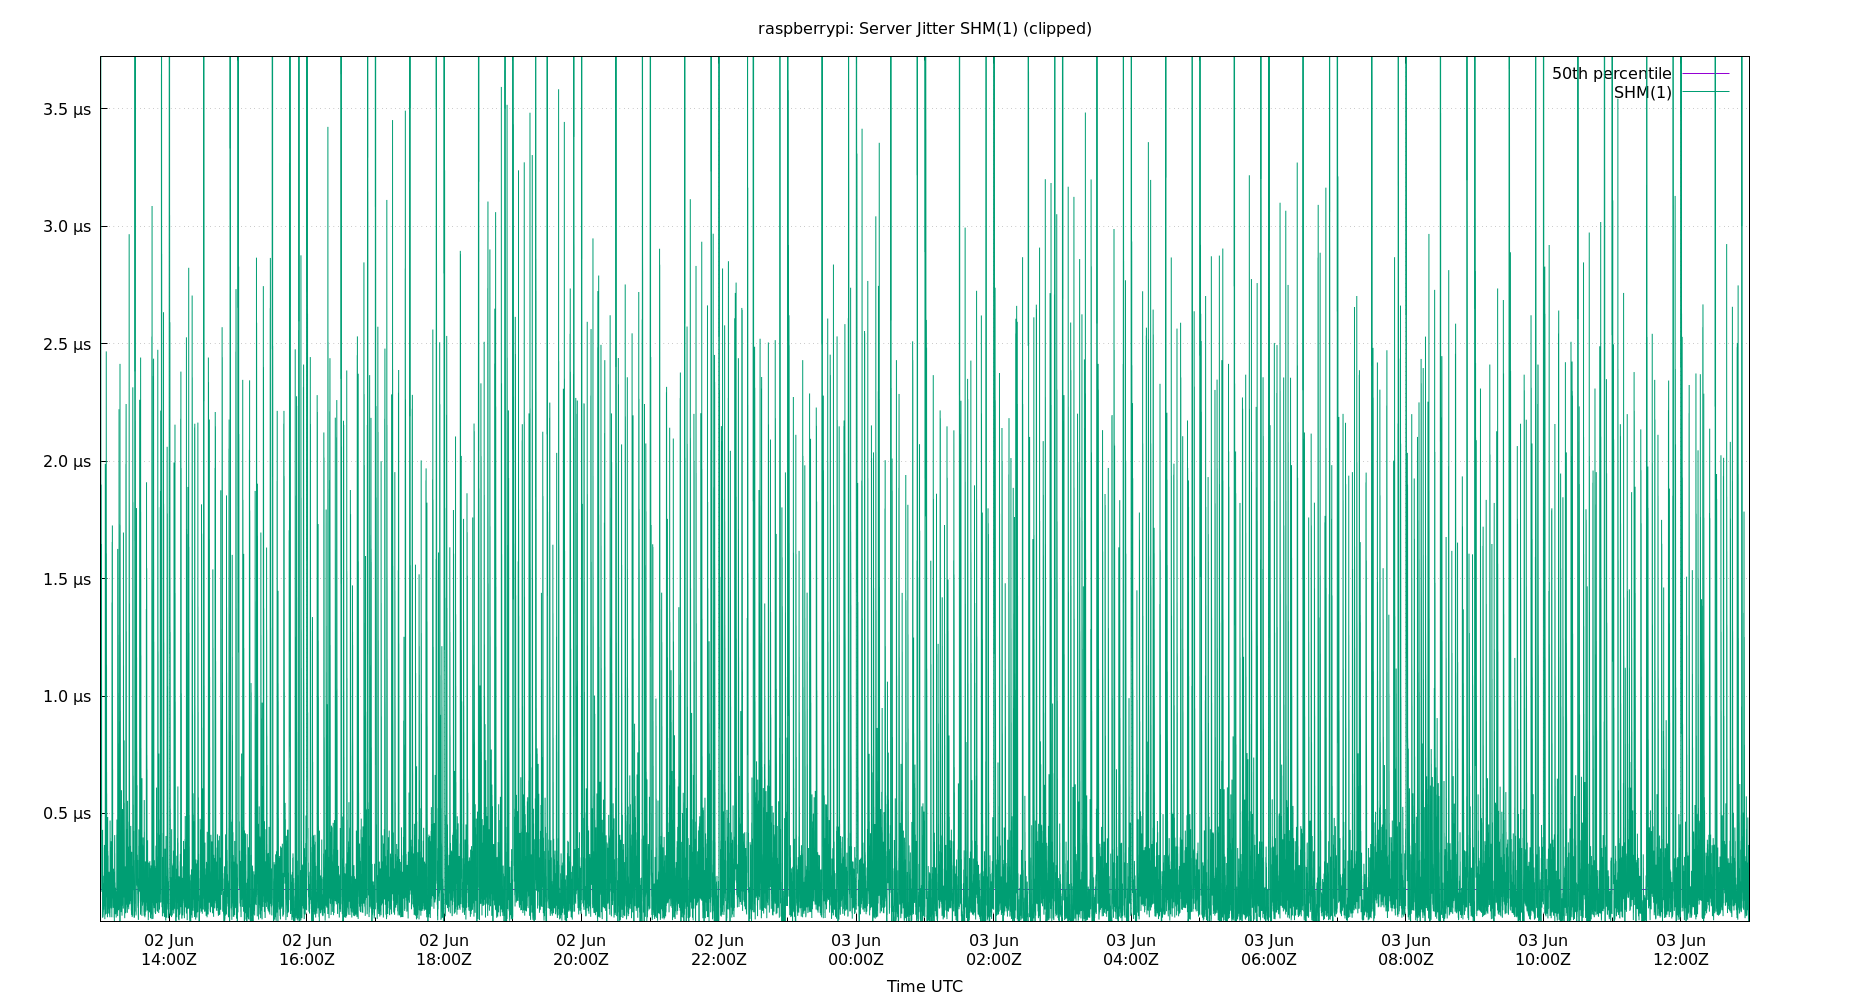 raspberrypi: Server Jitter SHM(1) (clipped)
50th percentile
SHM(1)
3.5 µs
3.0 µs
2.5 µs
2.0 µs
1.5 µs
1.0 µs
0.5 µs
02 Jun 02 Jun 02 Jun 02 Jun 02 Jun 03 Jun 03 Jun 03 Jun 03 Jun 03 Jun 03 Jun 03 Jun
14:00Z 16:00Z 18:00Z 20:00Z 22:00Z 00:00Z 02:00Z 04:00Z 06:00Z 08:00Z 10:00Z 12:00Z
Time UTC